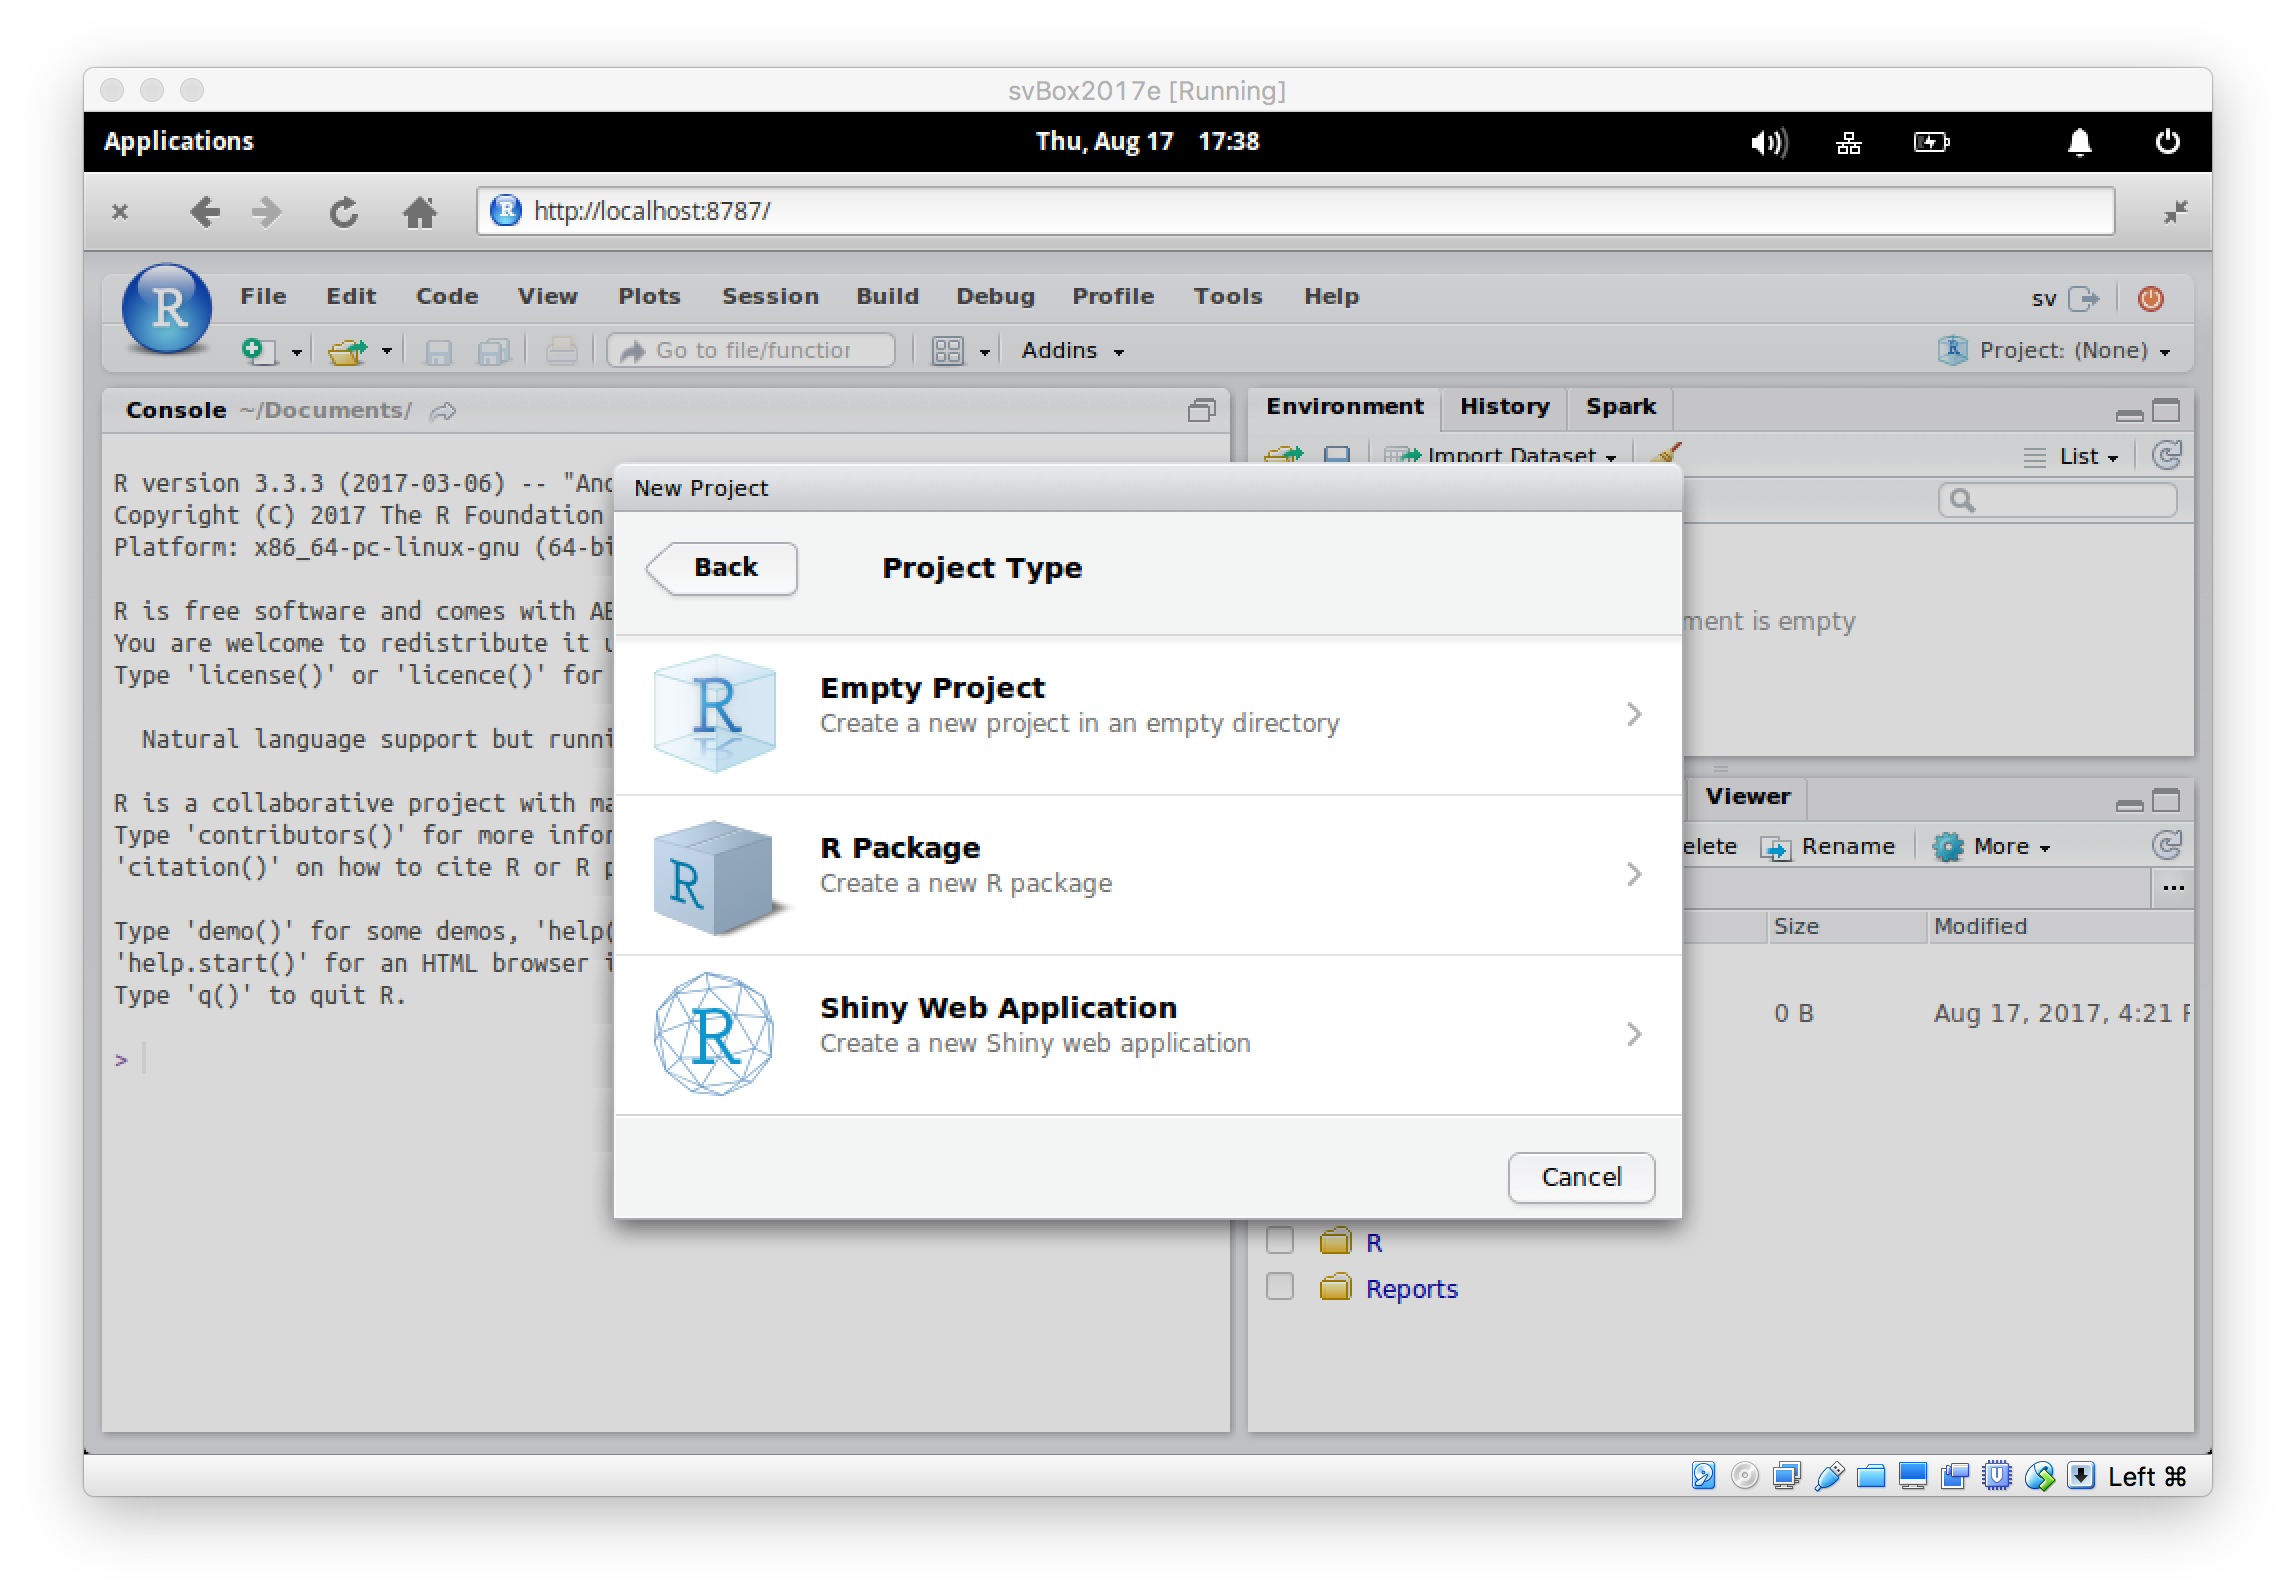 svBox2017e [Running]
Applications
Thu, Aug 17 17:38
http://localhost:8787/
R
File Edit Code View Plots Session Build Debug Profile Tools Help
sv
Go to file/function
Addins
Project: (None)
Console ~/Documents/
Environment History Spark
Import Dataset
List
R version 3.3.3 (2017-03-06) -- "Ano
Copyright (C) 2017 The R Foundation
Platform: x86_64-pc-linux-gnu (64-bi
R is free software and comes with AB
You are welcome to redistribute it u
Type 'license()' or 'licence()' for
Natural language support but runni
R is a collaborative project with ma
Type 'contributors()' for more infor
'citation()' on how to cite R or R p
Type 'demo()' for some demos, 'help(
'help.start()' for an HTML browser i
Type 'q()' to quit R.
>
New Project
Back
Project Type
R
Empty Project
Create a new project in an empty directory
R
R Package
Create a new R package
R
Shiny Web Application
Create a new Shiny web application
Cancel
ment is empty
Viewer
elete Rename More
...
Size Modified
0 B Aug 17, 2017, 4:21 P
R
Reports
Left ⌘